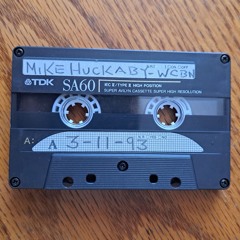 MIKE HUCKABY-WCBN
TDK SA60 IEC II/TYPE II HIGH POSITION
SUPER AVILYN CASSETTE SUPER HIGH RESOLUTION
A: A 3-11-93